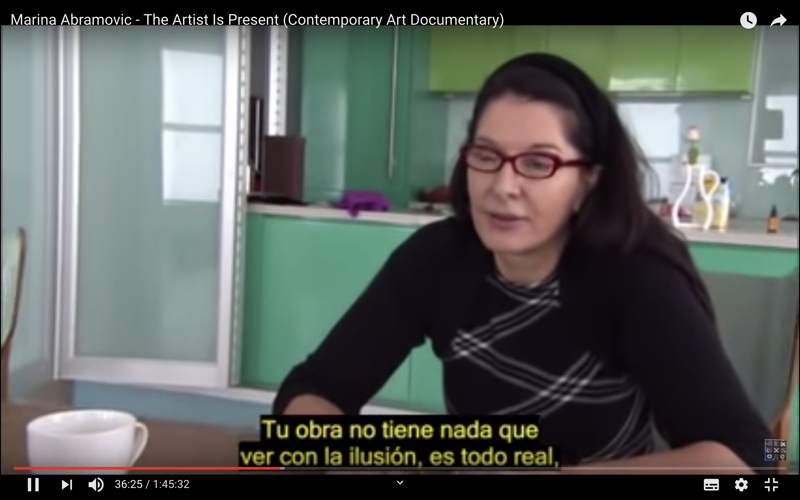 Marina Abramovic - The Artist Is Present (Contemporary Art Documentary)
Tu obra no tiene nada que
ver con la ilusión, es todo real,
36:25 / 1:45:32